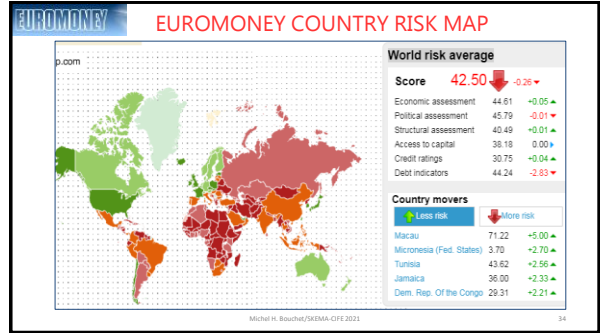 EUROMONEY
EUROMONEY COUNTRY RISK MAP
p.com
World risk average
Score 42.50 -0.26
Economic assessment 44.61 +0.05
Political assessment 45.79 -0.01
Structural assessment 40.49 +0.01
Access to capital 38.18 0.00
Credit ratings 30.75 +0.04
Debt indicators 44.24 -2.83
Country movers
Less risk More risk
Macau 71.22 +5.00
Micronesia (Fed. States) 3.70 +2.70
Tunisia 43.62 +2.56
Jamaica 36.00 +2.33
Dem. Rep. Of the Congo 29.31 +2.21
Michel H. Bouchet/SKEMA-CIFE 2021 34